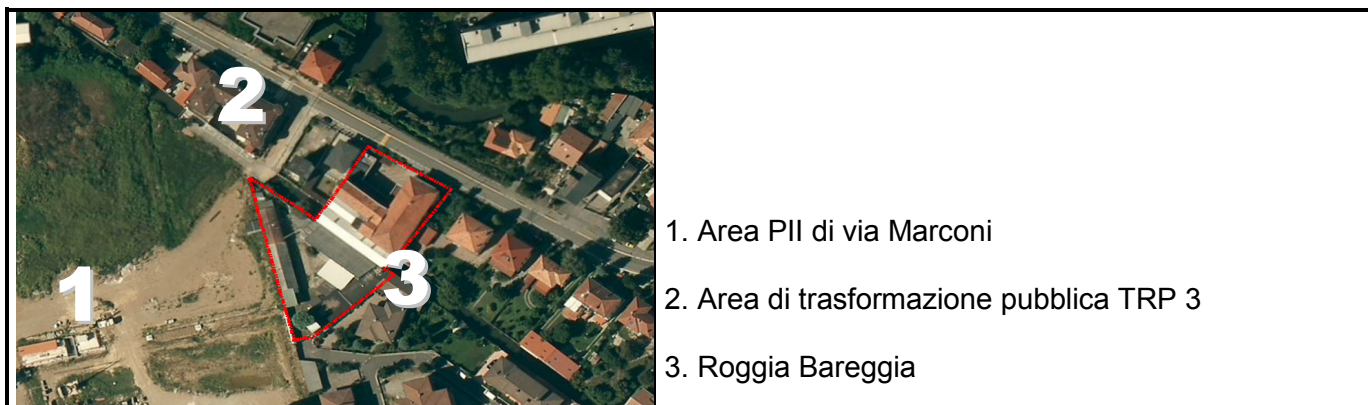 2
3
1
1. Area PII di via Marconi
2. Area di trasformazione pubblica TRP 3
3. Roggia Bareggia